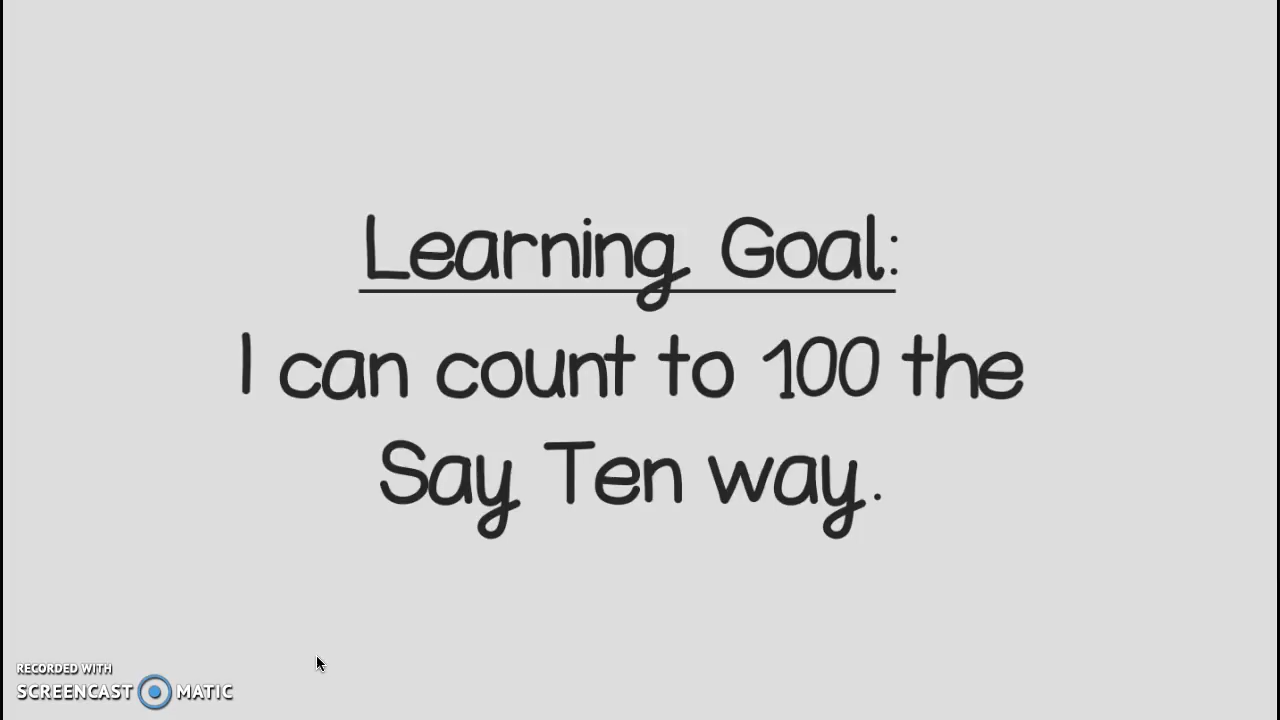 Learning Goal:
I can count to 100 the
Say Ten way.
RECORDED WITH
SCREENCAST MATIC